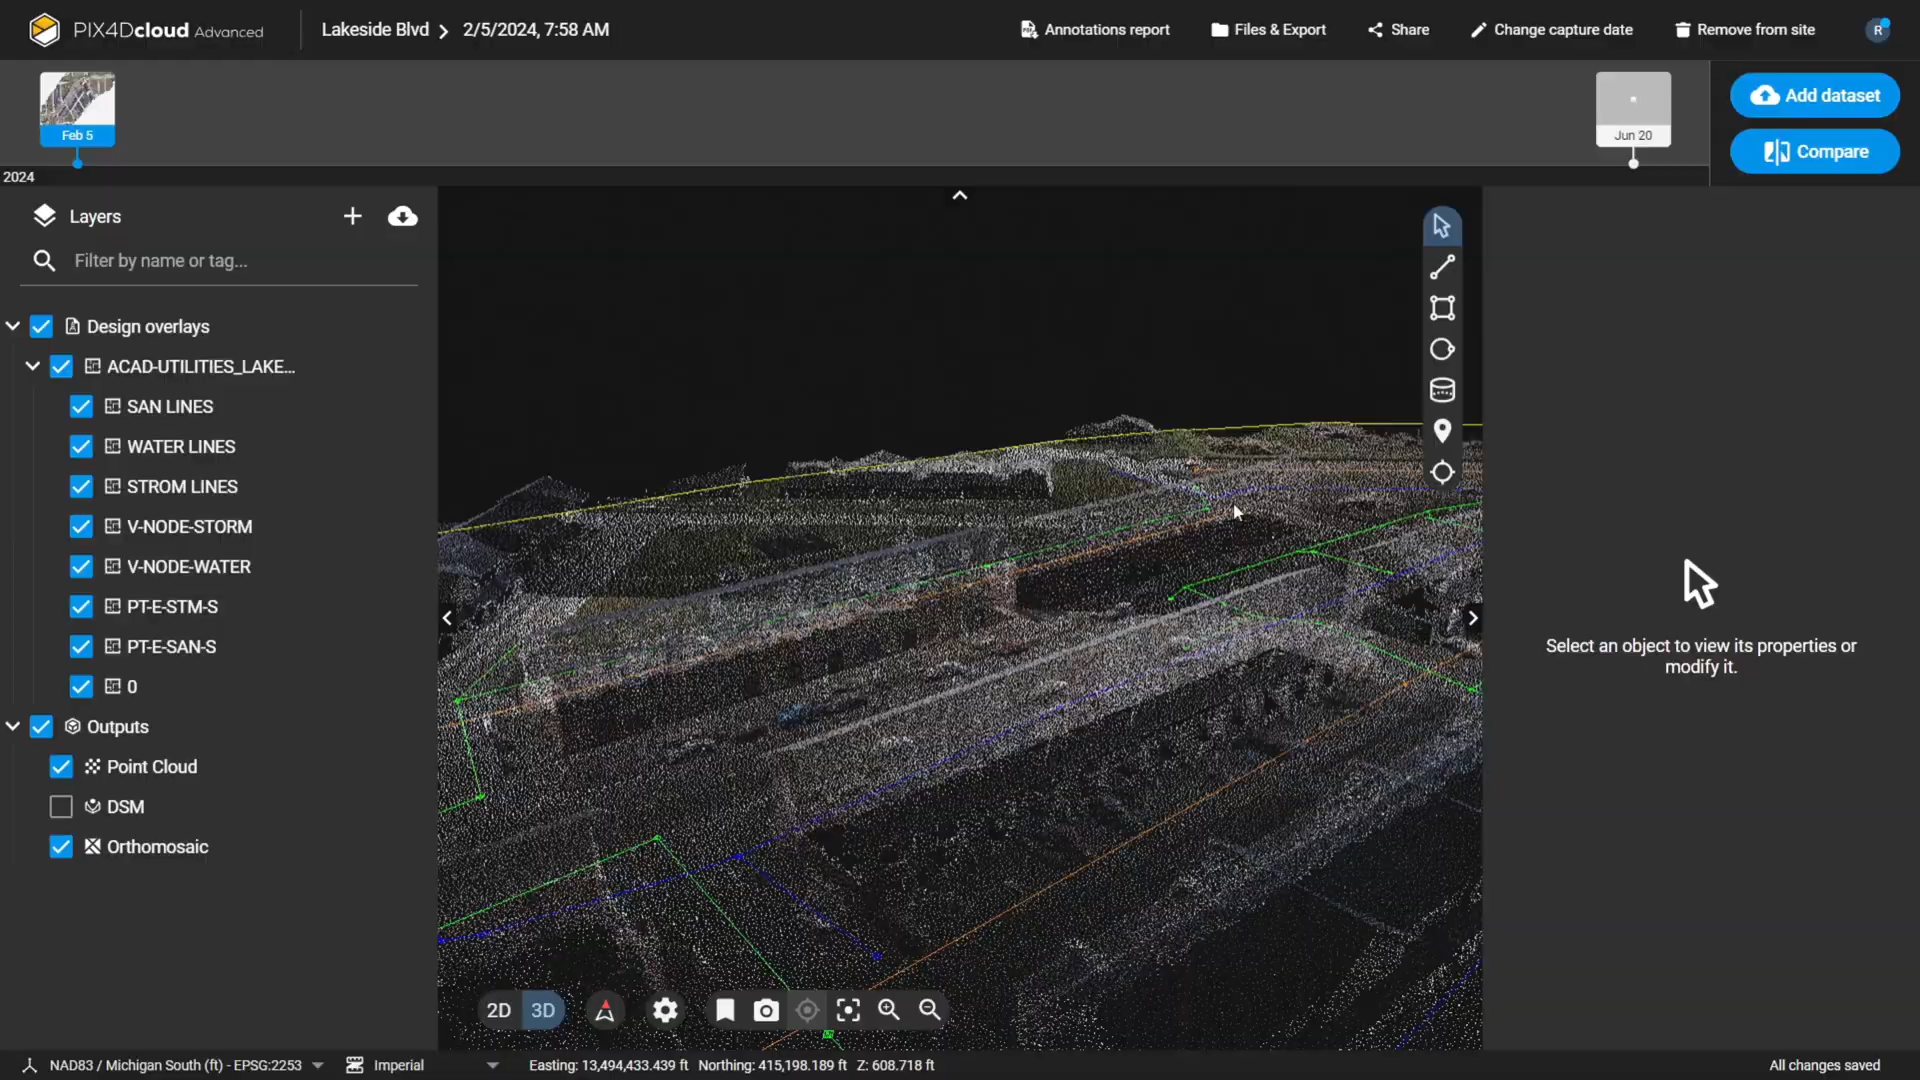 PIX4Dcloud Advanced
Lakeside Blvd
2/5/2024, 7:58 AM
Annotations report
Files & Export
Share
Change capture date
Remove from site
R
Feb 5
Jun 20
Add dataset
Compare
2024
Layers
Filter by name or tag...
Design overlays
ACAD-UTILITIES_LAKE...
SAN LINES
WATER LINES
STROM LINES
V-NODE-STORM
V-NODE-WATER
PT-E-STM-S
PT-E-SAN-S
0
Outputs
Point Cloud
DSM
Orthomosaic
Select an object to view its properties or
modify it.
2D 3D
NAD83 / Michigan South (ft) - EPSG:2253
Imperial
Easting: 13,494,433.439 ft Northing: 415,198.189 ft Z: 608.718 ft
All changes saved